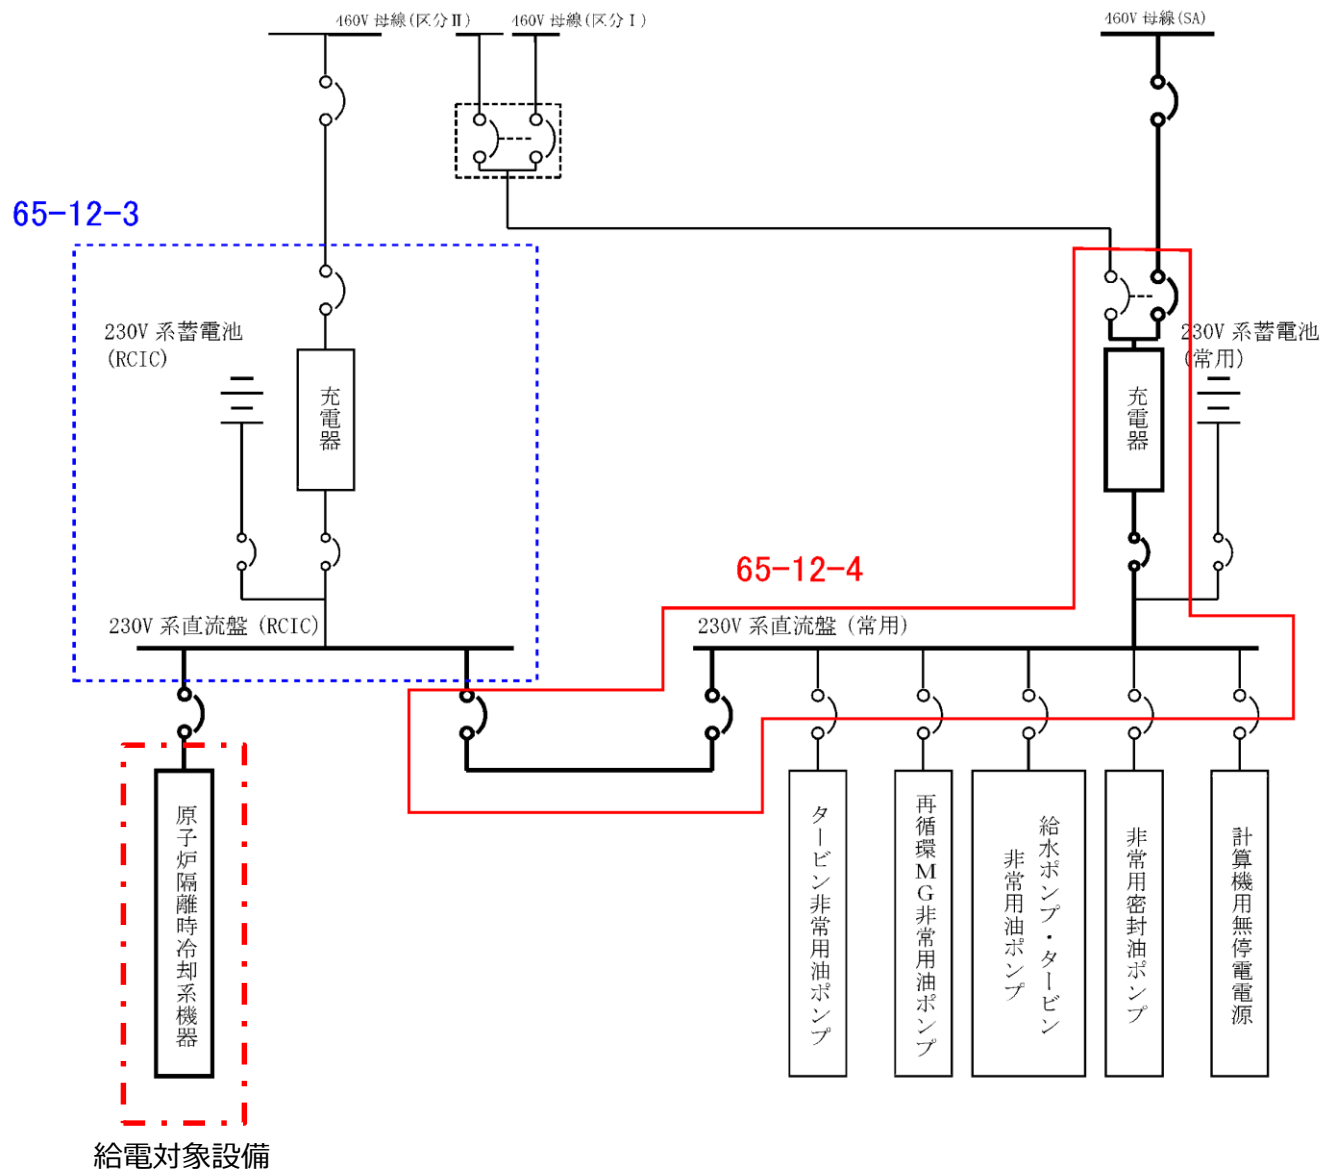 460V 母線(区分Ⅱ)
460V 母線(区分Ⅰ)
460V 母線(SA)
65-12-3
230V 系蓄電池
(RCIC)
充電器
230V 系蓄電池
(常用)
充電器
65-12-4
230V 系直流盤 (RCIC)
230V 系直流盤 (常用)
原子炉隔離時冷却系機器
タービン非常用油ポンプ
再循環MG非常用油ポンプ
給水ポンプ・タービン
非常用油ポンプ
非常用密封油ポンプ
計算機用無停電電源
給電対象設備